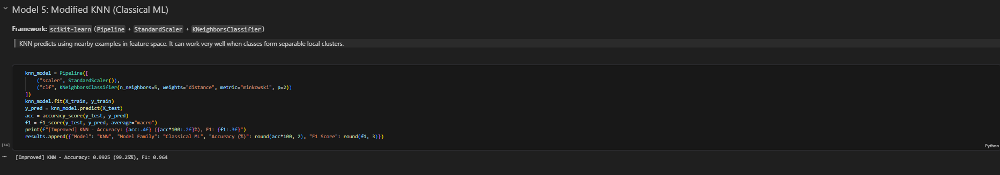 Model 5: Modified KNN (Classical ML)
Framework: scikit-learn (Pipeline + StandardScaler + KNeighborsClassifier)
KNN predicts using nearby examples in feature space. It can work very well when classes form separable local clusters.
knn_model = Pipeline([
    ("scaler", StandardScaler()),
    ("clf", KNeighborsClassifier(n_neighbors=5, weights="distance", metric="minkowski", p=2))
])
knn_model.fit(X_train, y_train)
y_pred = knn_model.predict(X_test)
acc = accuracy_score(y_test, y_pred)
f1 = f1_score(y_test, y_pred, average="macro")
print(f"[Improved] KNN - Accuracy: {acc:.4f} ({acc*100:.2f}%), F1: {f1:.3f}")
results.append({"Model": "KNN", "Model Family": "Classical ML", "Accuracy (%)": round(acc*100, 2), "F1 Score": round(f1, 3)})
[14]
Python
[Improved] KNN - Accuracy: 0.9925 (99.25%), F1: 0.964